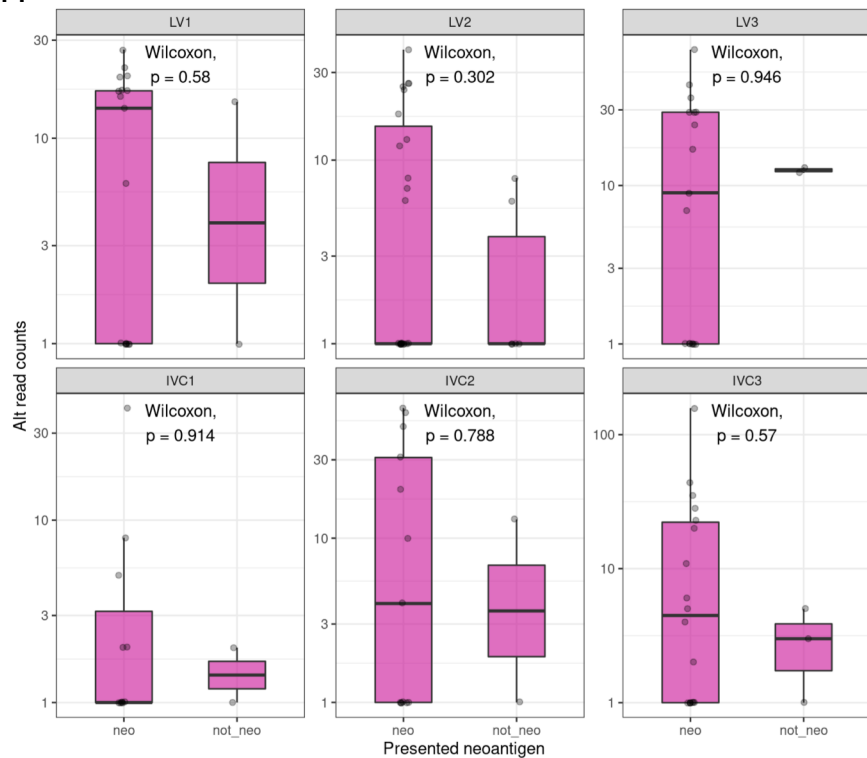 LV1
LV2
LV3
30
10
3
1
Wilcoxon,
p = 0.58
30
10
3
1
Wilcoxon,
p = 0.302
30
10
3
1
Wilcoxon,
p = 0.946
Alt read counts
IVC1
IVC2
IVC3
30
10
3
1
Wilcoxon,
p = 0.914
30
10
3
1
Wilcoxon,
p = 0.788
100
10
1
Wilcoxon,
p = 0.57
neo
not_neo
neo
not_neo
neo
not_neo
Presented neoantigen